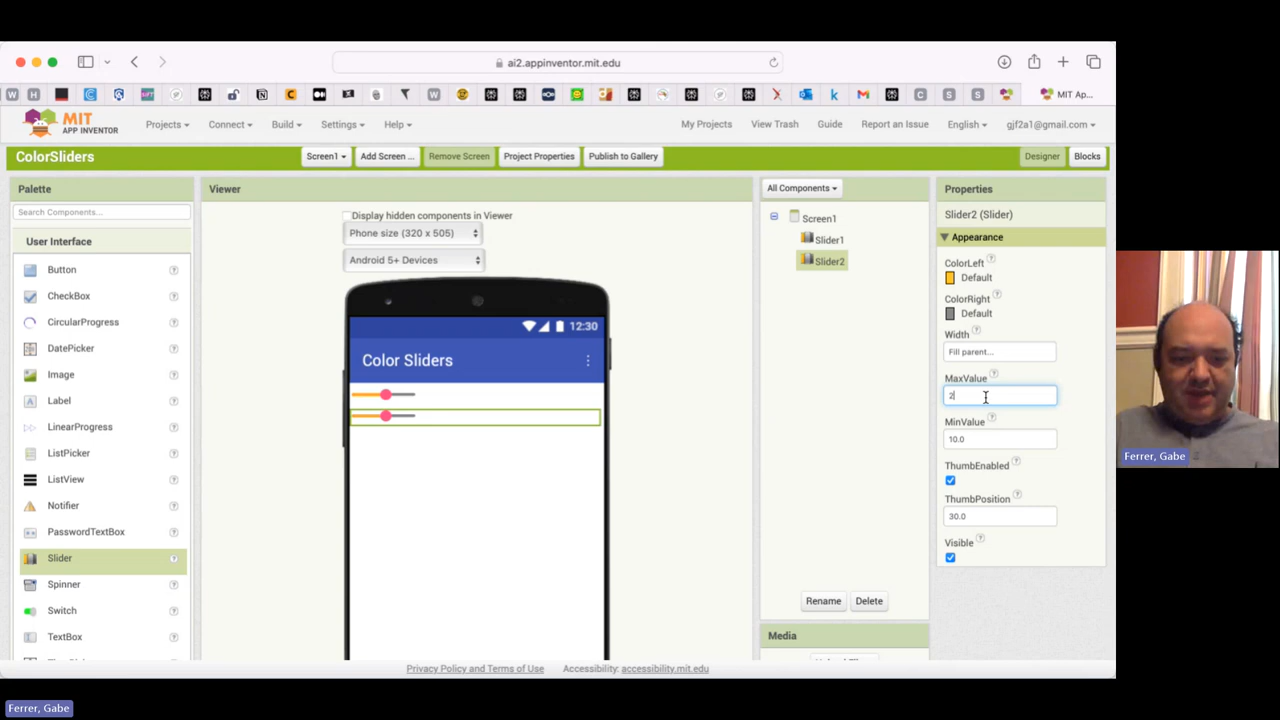 ai2.appinventor.mit.edu
MIT Ap...
MIT
APP INVENTOR
Projects
Connect
Build
Settings
Help
My Projects
View Trash
Guide
Report an Issue
English
gjf2a1@gmail.com
ColorSliders
Screen1
Add Screen ...
Remove Screen
Project Properties
Publish to Gallery
Designer
Blocks
Palette
Search Components...
User Interface
Button
CheckBox
CircularProgress
DatePicker
Image
Label
LinearProgress
ListPicker
ListView
Notifier
PasswordTextBox
Slider
Spinner
Switch
TextBox
Viewer
Display hidden components in Viewer
Phone size (320 x 505)
Android 5+ Devices
12:30
Color Sliders
All Components
Screen1
Slider1
Slider2
Rename
Delete
Media
Properties
Slider2 (Slider)
Appearance
ColorLeft
Default
ColorRight
Default
Width
Fill parent...
MaxValue
2
MinValue
10.0
ThumbEnabled
ThumbPosition
30.0
Visible
Privacy Policy and Terms of Use
Accessibility: accessibility.mit.edu
Ferrer, Gabe
Ferrer, Gabe